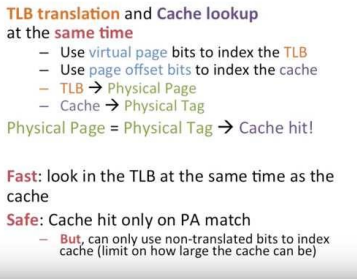 TLB translation and Cache lookup
at the same time
– Use virtual page bits to index the TLB
– Use page offset bits to index the cache
– TLB → Physical Page
– Cache → Physical Tag
Physical Page = Physical Tag → Cache hit!
Fast: look in the TLB at the same time as the
cache
Safe: Cache hit only on PA match
– But, can only use non-translated bits to index
cache (limit on how large the cache can be)